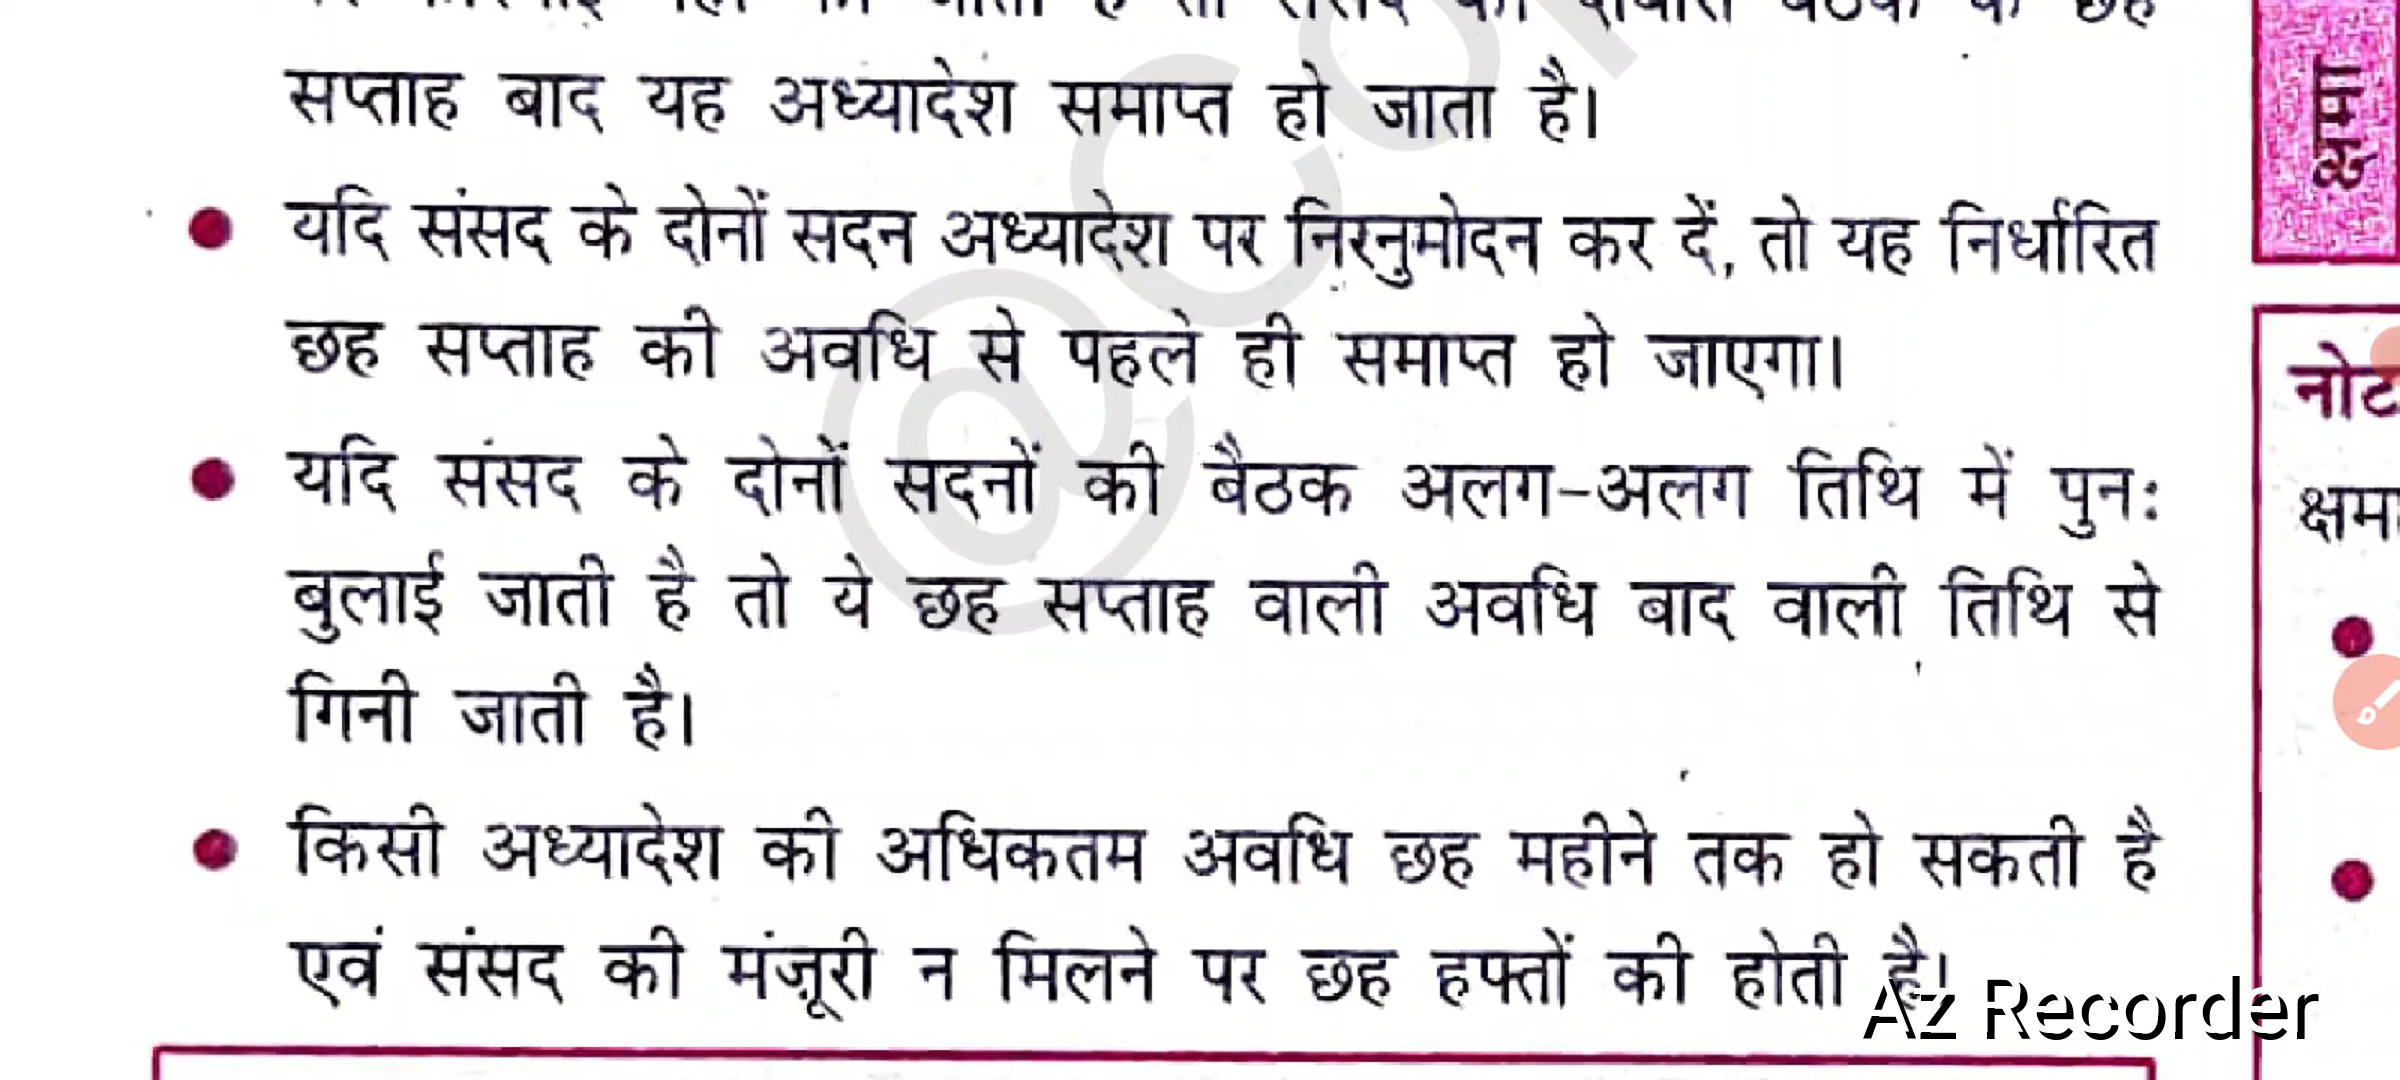 सप्ताह बाद यह अध्यादेश समाप्त हो जाता है।
● यदि संसद के दोनों सदन अध्यादेश पर निरनुमोदन कर दें, तो यह निर्धारित
छह सप्ताह की अवधि से पहले ही समाप्त हो जाएगा।
● यदि संसद के दोनों सदनों की बैठक अलग-अलग तिथि में पुनः
बुलाई जाती है तो ये छह सप्ताह वाली अवधि बाद वाली तिथि से
गिनी जाती है।
● किसी अध्यादेश की अधिकतम अवधि छह महीने तक हो सकती है
एवं संसद की मंजूरी न मिलने पर छह हफ्तों की होती है।
क्षमा
नोट
Az Recorder